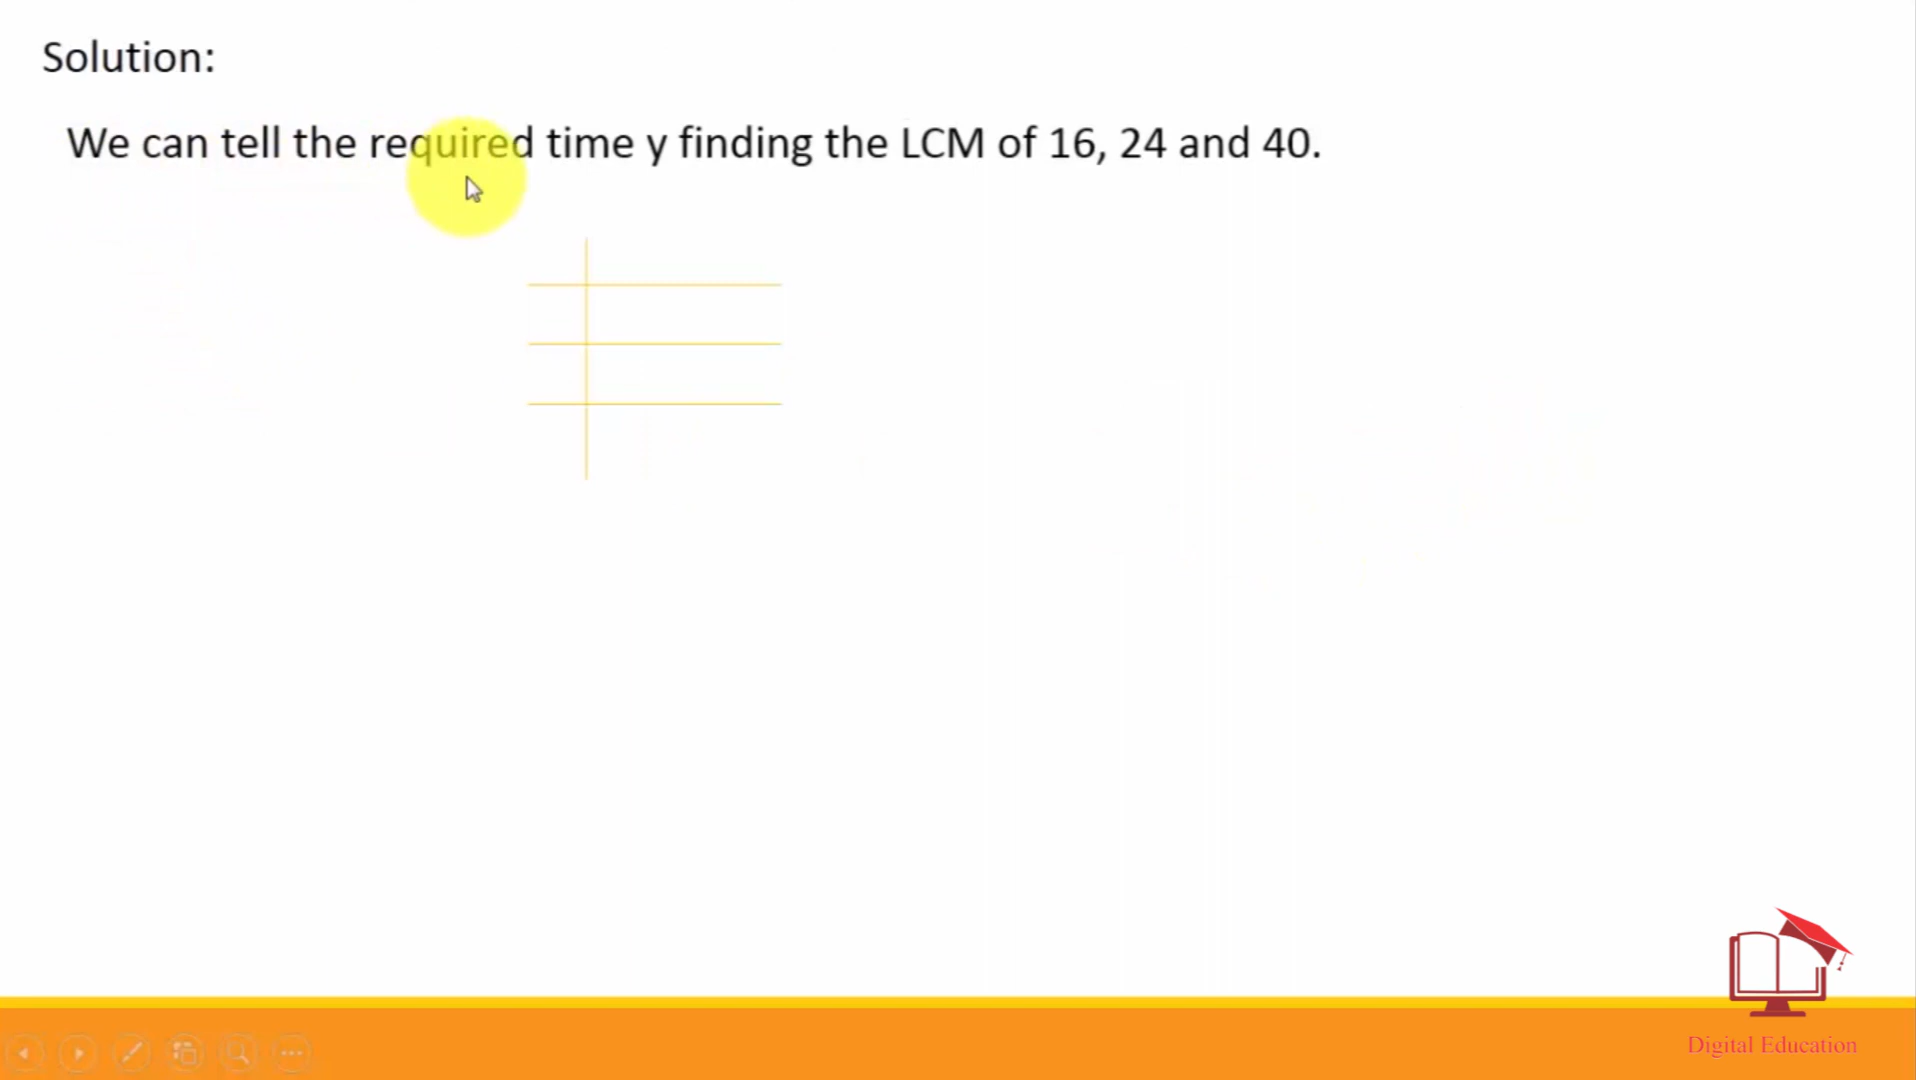 Solution:
We can tell the required time y finding the LCM of 16, 24 and 40.
Digital Education